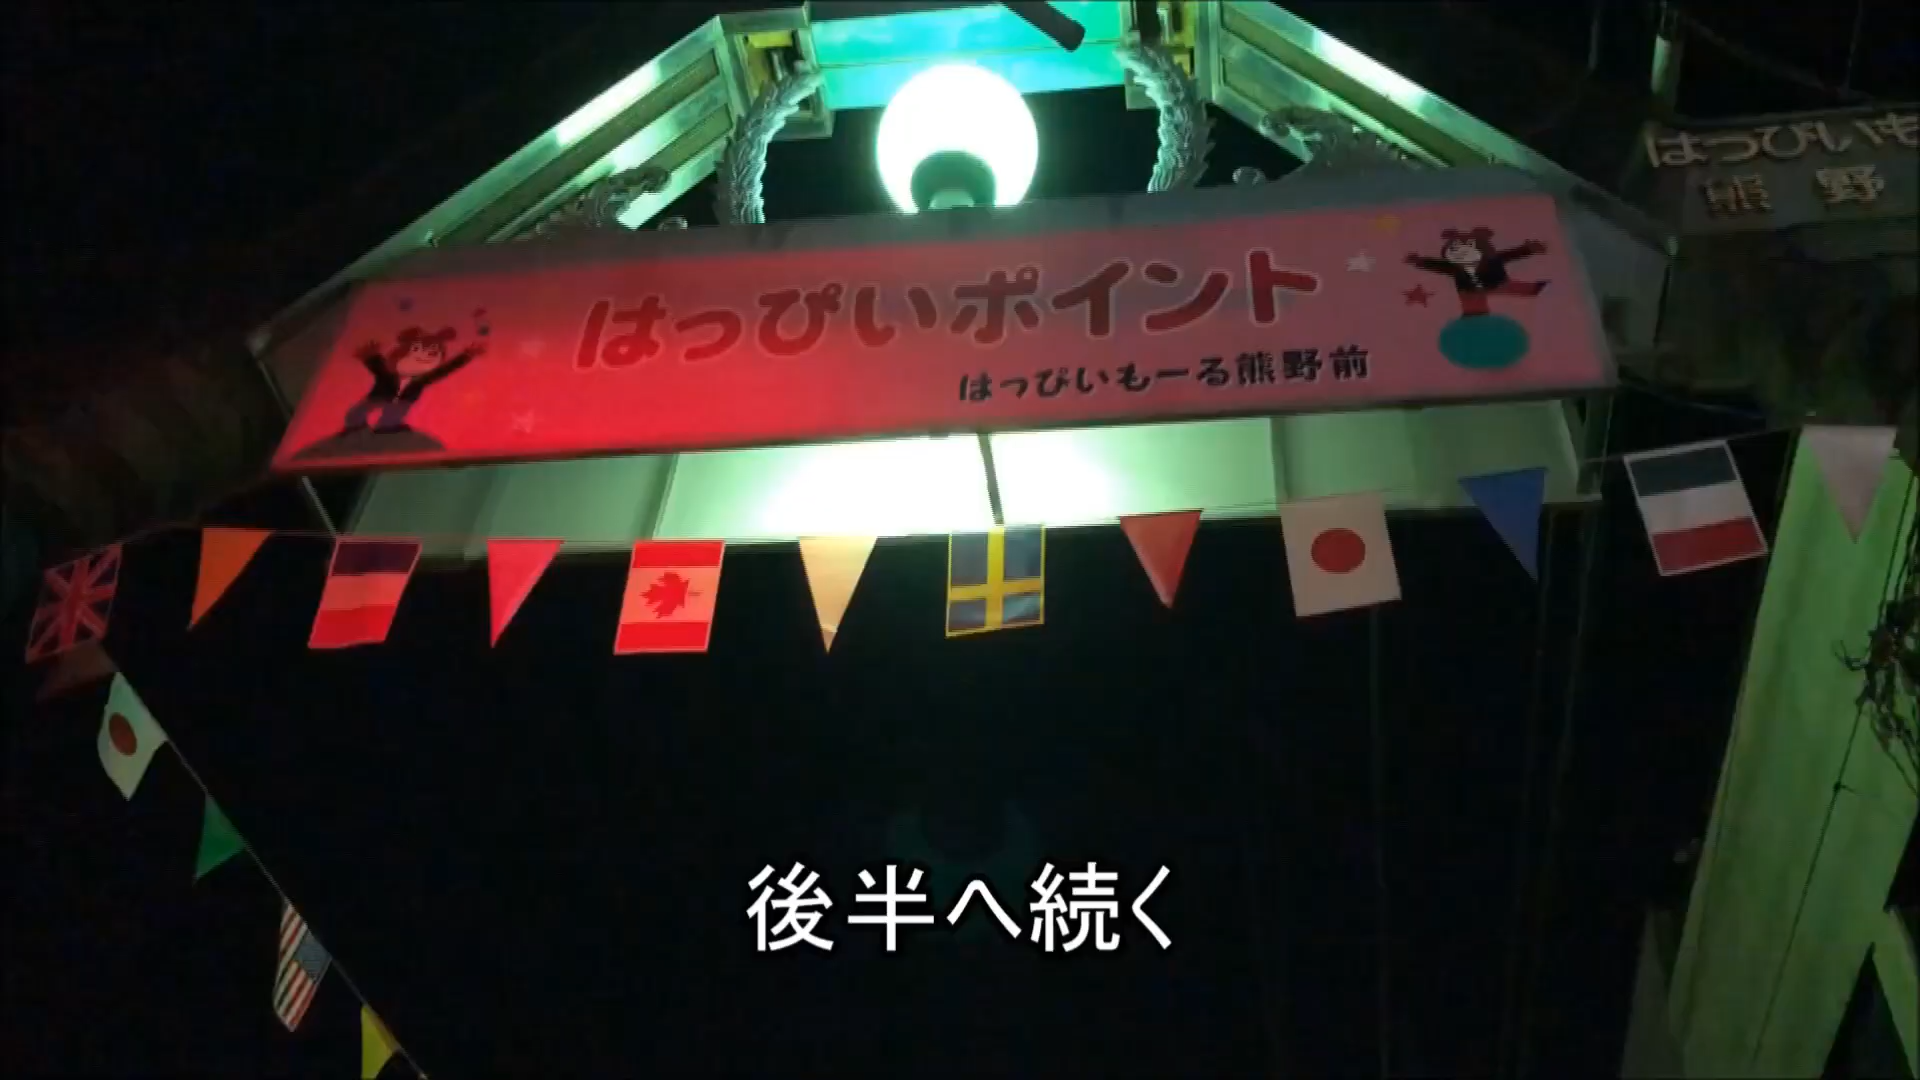 はっぴいポイント
はっぴいもーる熊野前
はっぴいも
熊野
後半へ続く